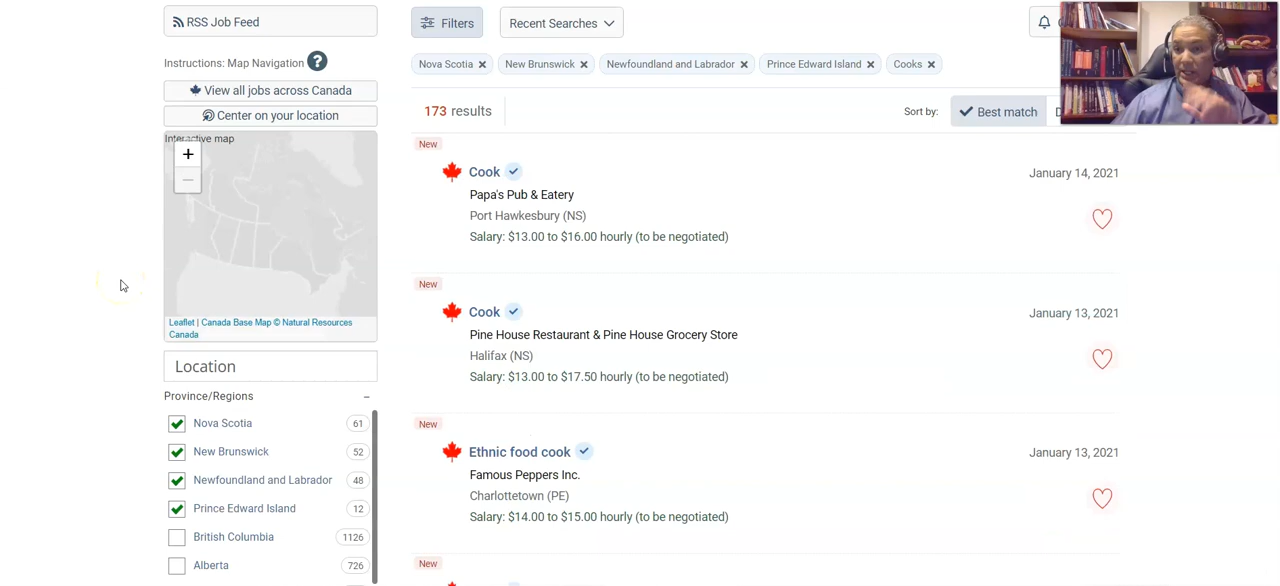 RSS Job Feed
Instructions: Map Navigation ?
View all jobs across Canada
Center on your location
Interactive map
+
−
Leaflet | Canada Base Map © Natural Resources
Canada
Location
Province/Regions −
Nova Scotia 61
New Brunswick 52
Newfoundland and Labrador 48
Prince Edward Island 12
British Columbia 1126
Alberta 726
Filters
Recent Searches
Nova Scotia ×
New Brunswick ×
Newfoundland and Labrador ×
Prince Edward Island ×
Cooks ×
173 results
Sort by: Best match
New
Cook
January 14, 2021
Papa's Pub & Eatery
Port Hawkesbury (NS)
Salary: $13.00 to $16.00 hourly (to be negotiated)
New
Cook
January 13, 2021
Pine House Restaurant & Pine House Grocery Store
Halifax (NS)
Salary: $13.00 to $17.50 hourly (to be negotiated)
New
Ethnic food cook
January 13, 2021
Famous Peppers Inc.
Charlottetown (PE)
Salary: $14.00 to $15.00 hourly (to be negotiated)
New